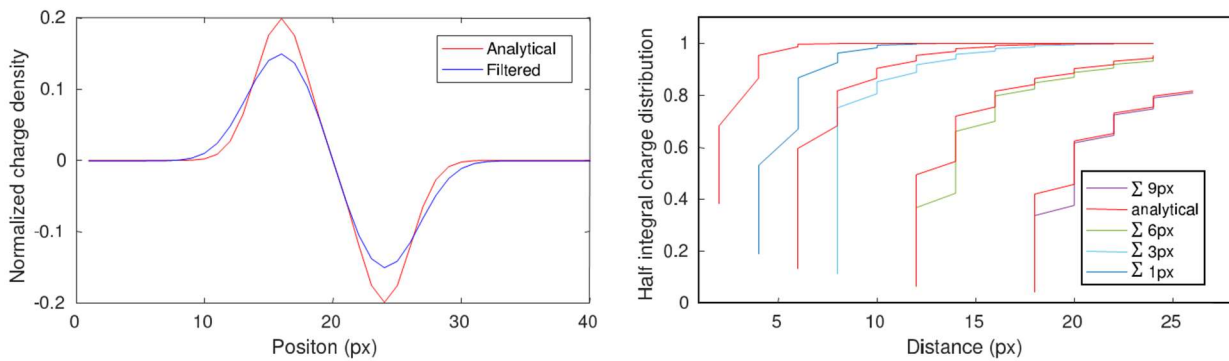 0.2
0.1
0
-0.1
-0.2
Normalized charge density
0
10
20
30
40
Positon (px)
Analytical
Filtered
1
0.8
0.6
0.4
0.2
0
Half integral charge distribution
5
10
15
20
25
Distance (px)
∑ 9px
analytical
∑ 6px
∑ 3px
∑ 1px